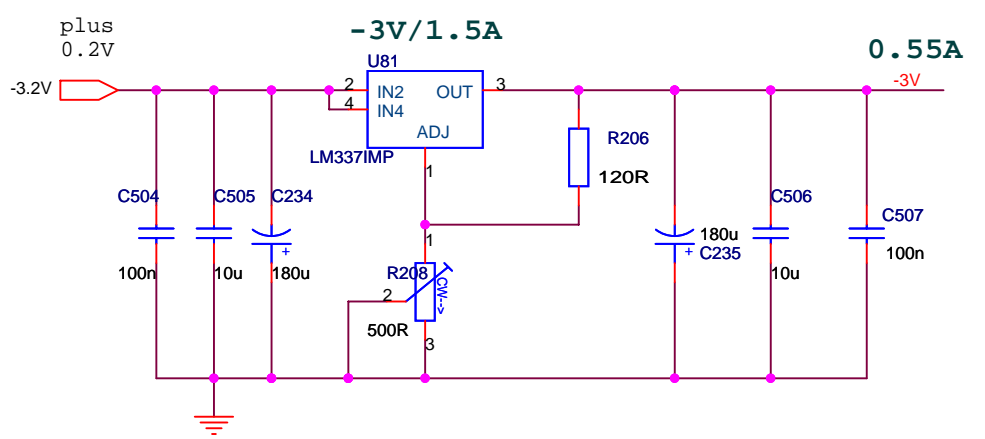 plus
0.2V
-3V/1.5A
0.55A
-3.2V
U81
2
IN2
OUT
3
-3V
4
IN4
ADJ
LM337IMP
1
R206
120R
C504
C505
C234
C506
C507
1
180u
C235
+
+
100n
10u
180u
R208
CW-->
10u
100n
2
500R
3